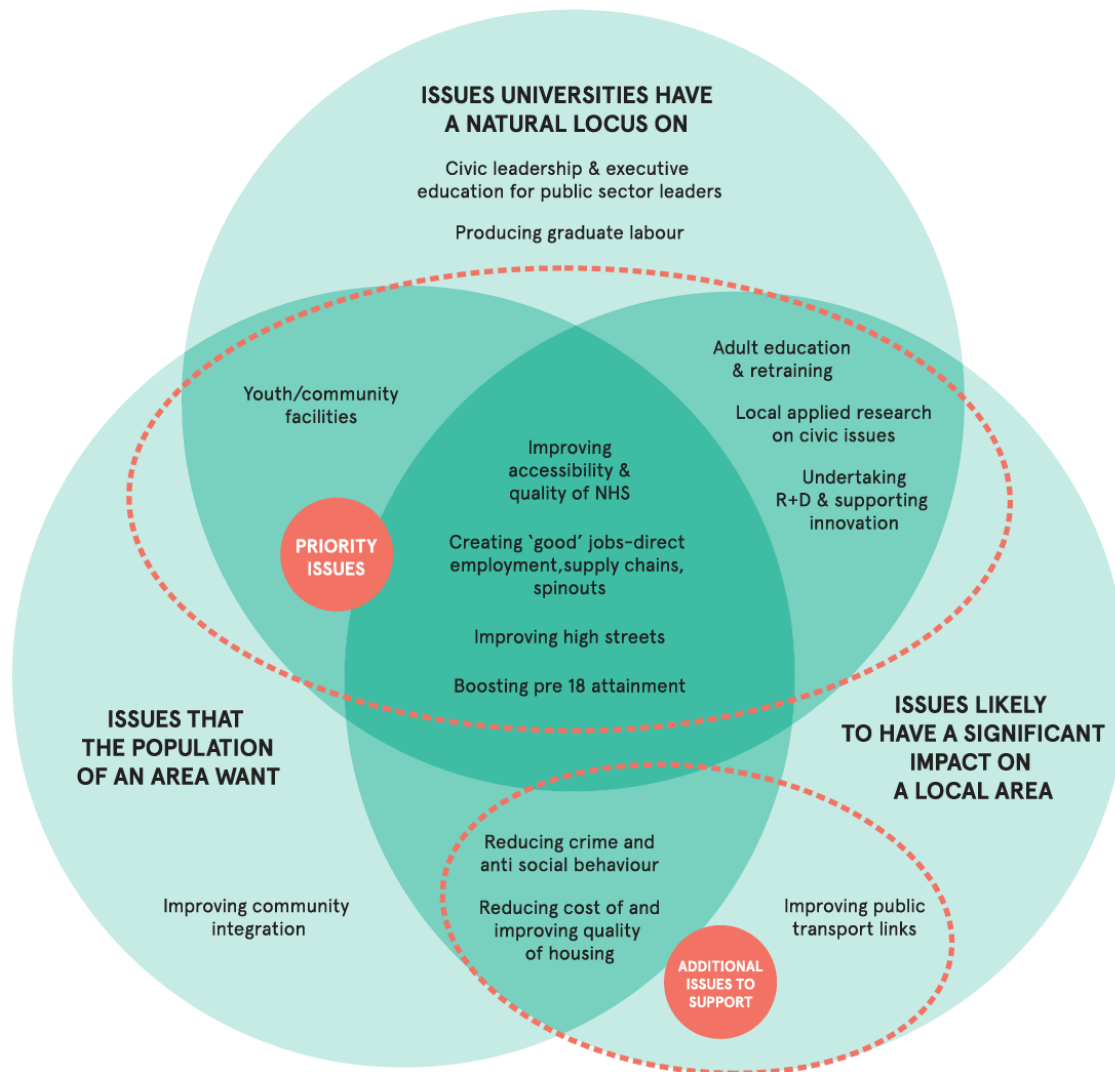 ISSUES UNIVERSITIES HAVE
A NATURAL LOCUS ON
Civic leadership & executive
education for public sector leaders
Producing graduate labour
Youth/community
facilities
Adult education
& retraining
Local applied research
on civic issues
Undertaking
R+D & supporting
innovation
Improving
accessibility &
quality of NHS
Creating ‘good’ jobs-direct
employment,supply chains,
spinouts
Improving high streets
Boosting pre 18 attainment
PRIORITY
ISSUES
ISSUES THAT
THE POPULATION
OF AN AREA WANT
ISSUES LIKELY
TO HAVE A SIGNIFICANT
IMPACT ON
A LOCAL AREA
Improving community
integration
Reducing crime and
anti social behaviour
Reducing cost of and
improving quality
of housing
Improving public
transport links
ADDITIONAL
ISSUES TO
SUPPORT